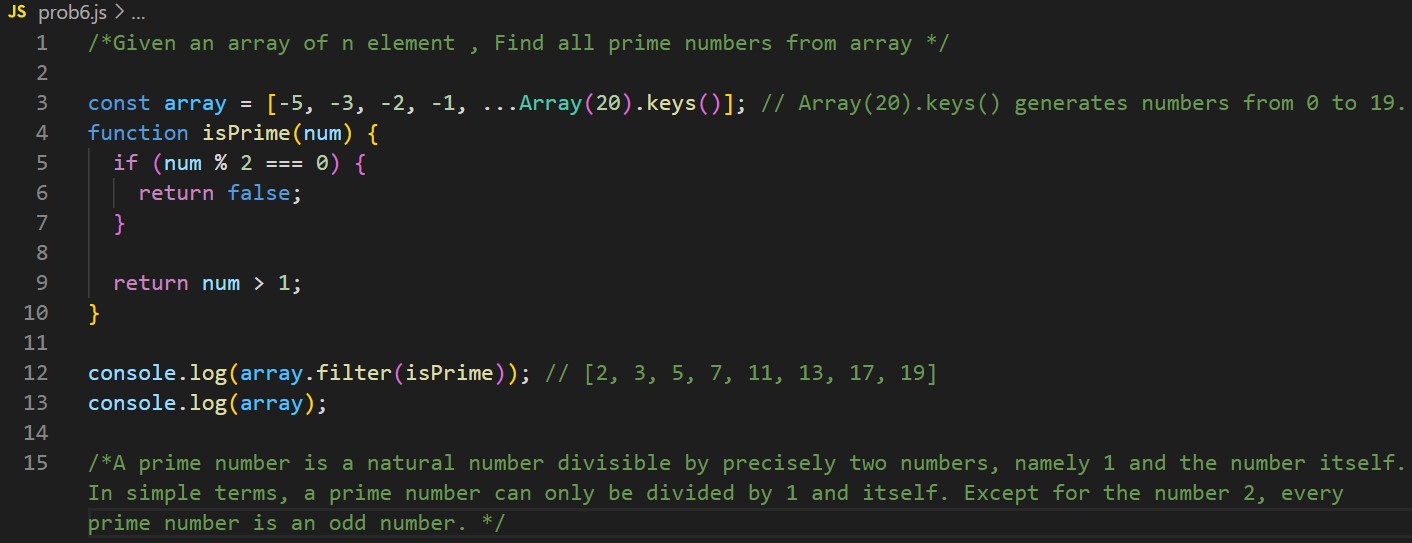 JS prob6.js > ...
1 /*Given an array of n element , Find all prime numbers from array */
2
3 const array = [-5, -3, -2, -1, ...Array(20).keys()]; // Array(20).keys() generates numbers from 0 to 19.
4 function isPrime(num) {
5   if (num % 2 === 0) {
6     return false;
7   }
8
9   return num > 1;
10 }
11
12 console.log(array.filter(isPrime)); // [2, 3, 5, 7, 11, 13, 17, 19]
13 console.log(array);
14
15 /*A prime number is a natural number divisible by precisely two numbers, namely 1 and the number itself.
In simple terms, a prime number can only be divided by 1 and itself. Except for the number 2, every
prime number is an odd number. */